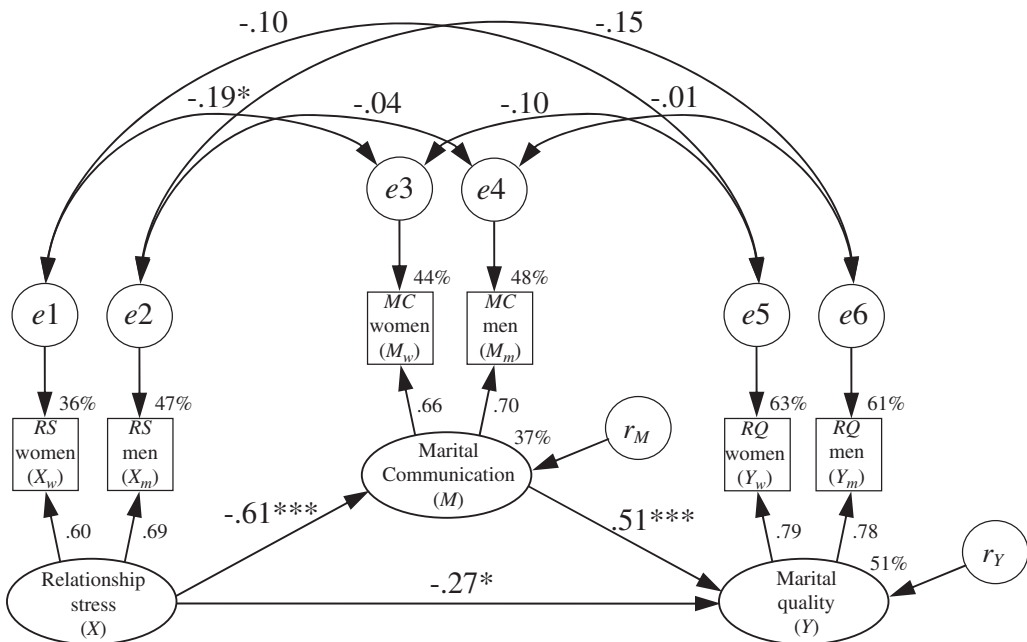 -.10
-.15
-.19*
-.04
-.10
-.01
e3
e4
44%
48%
e1
e2
MC
women
(Mw)
MC
men
(Mm)
e5
e6
36%
47%
.66
.70
63%
61%
RS
women
(Xw)
RS
men
(Xm)
Marital
Communication
(M)
37%
rM
RQ
women
(Yw)
RQ
men
(Ym)
-.61***
.51***
.60
.69
.79
.78
Relationship
stress
(X)
-.27*
Marital
quality
(Y)
51%
rY